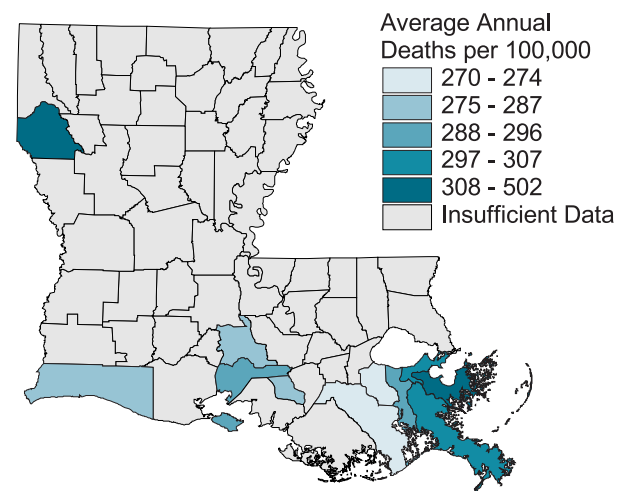 Average Annual
Deaths per 100,000
270 - 274
275 - 287
288 - 296
297 - 307
308 - 502
Insufficient Data